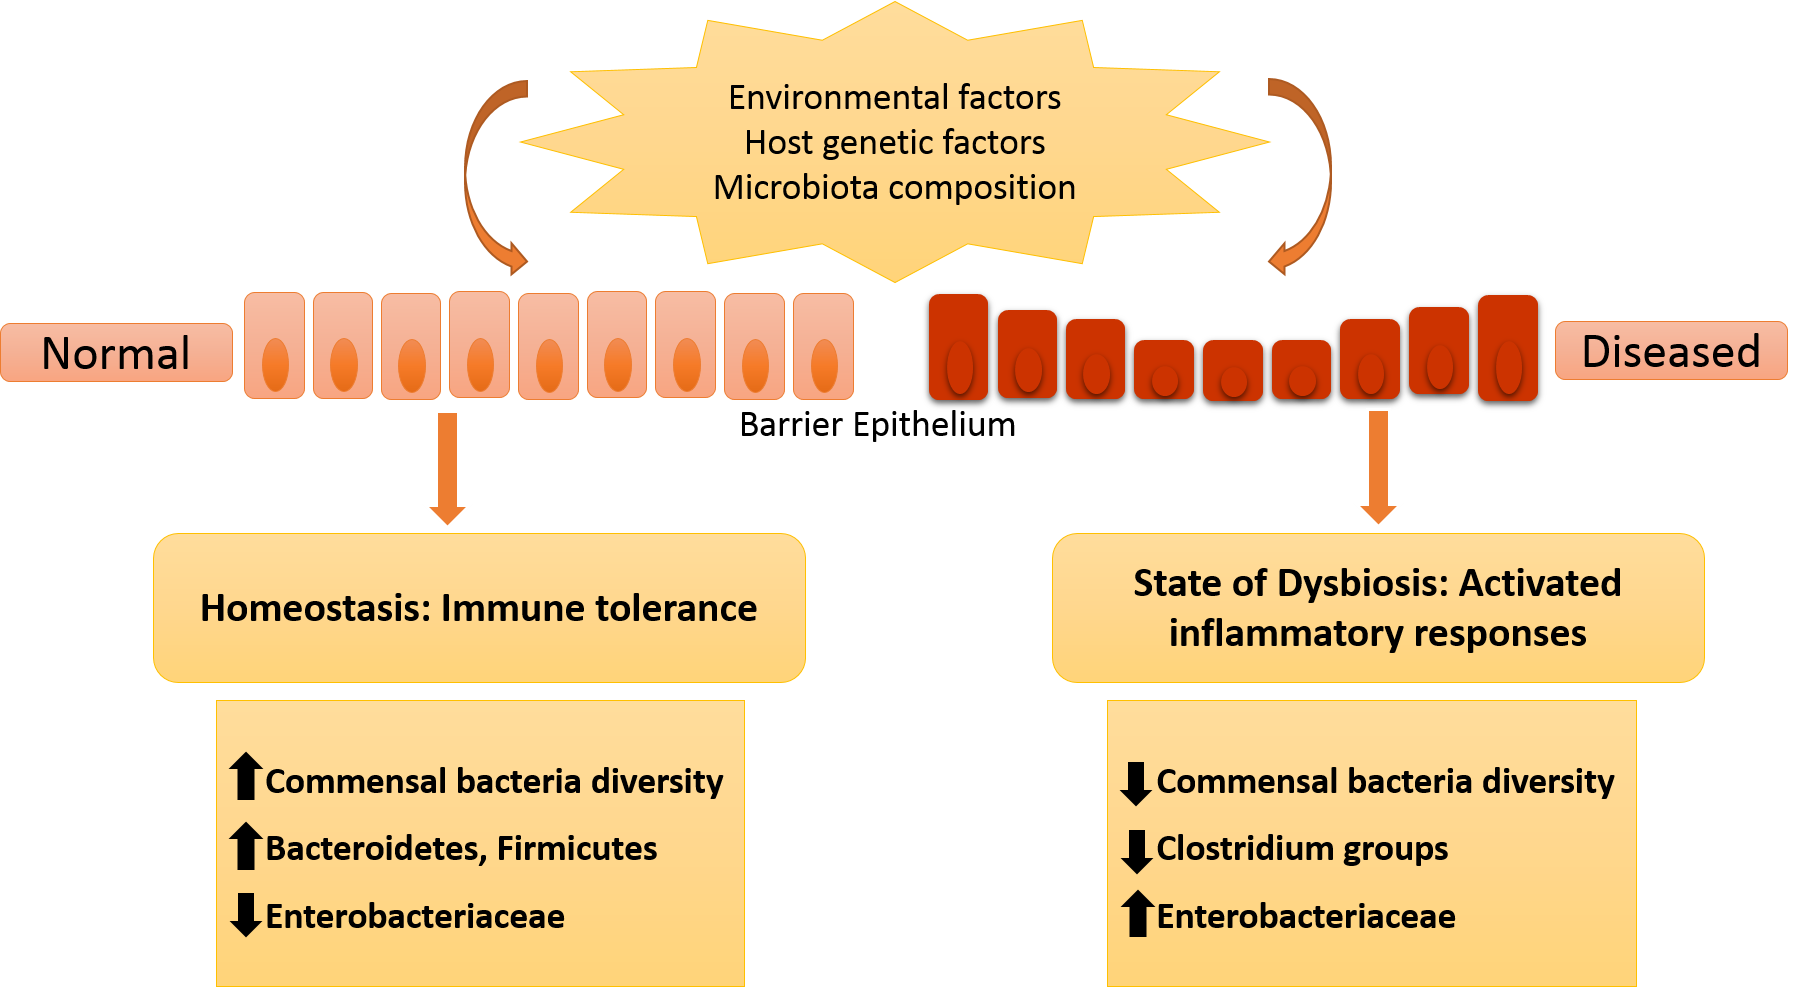 Environmental factors
Host genetic factors
Microbiota composition
Normal
Diseased
Barrier Epithelium
Homeostasis: Immune tolerance
State of Dysbiosis: Activated
inflammatory responses
Commensal bacteria diversity
Bacteroidetes, Firmicutes
Enterobacteriaceae
Commensal bacteria diversity
Clostridium groups
Enterobacteriaceae